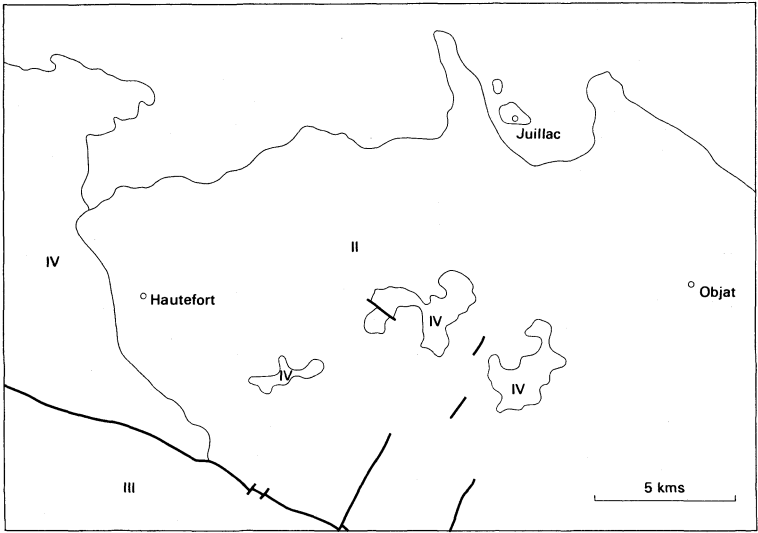 Juillac
II
IV
Hautefort
Objat
IV
IV
IV
III
5 kms